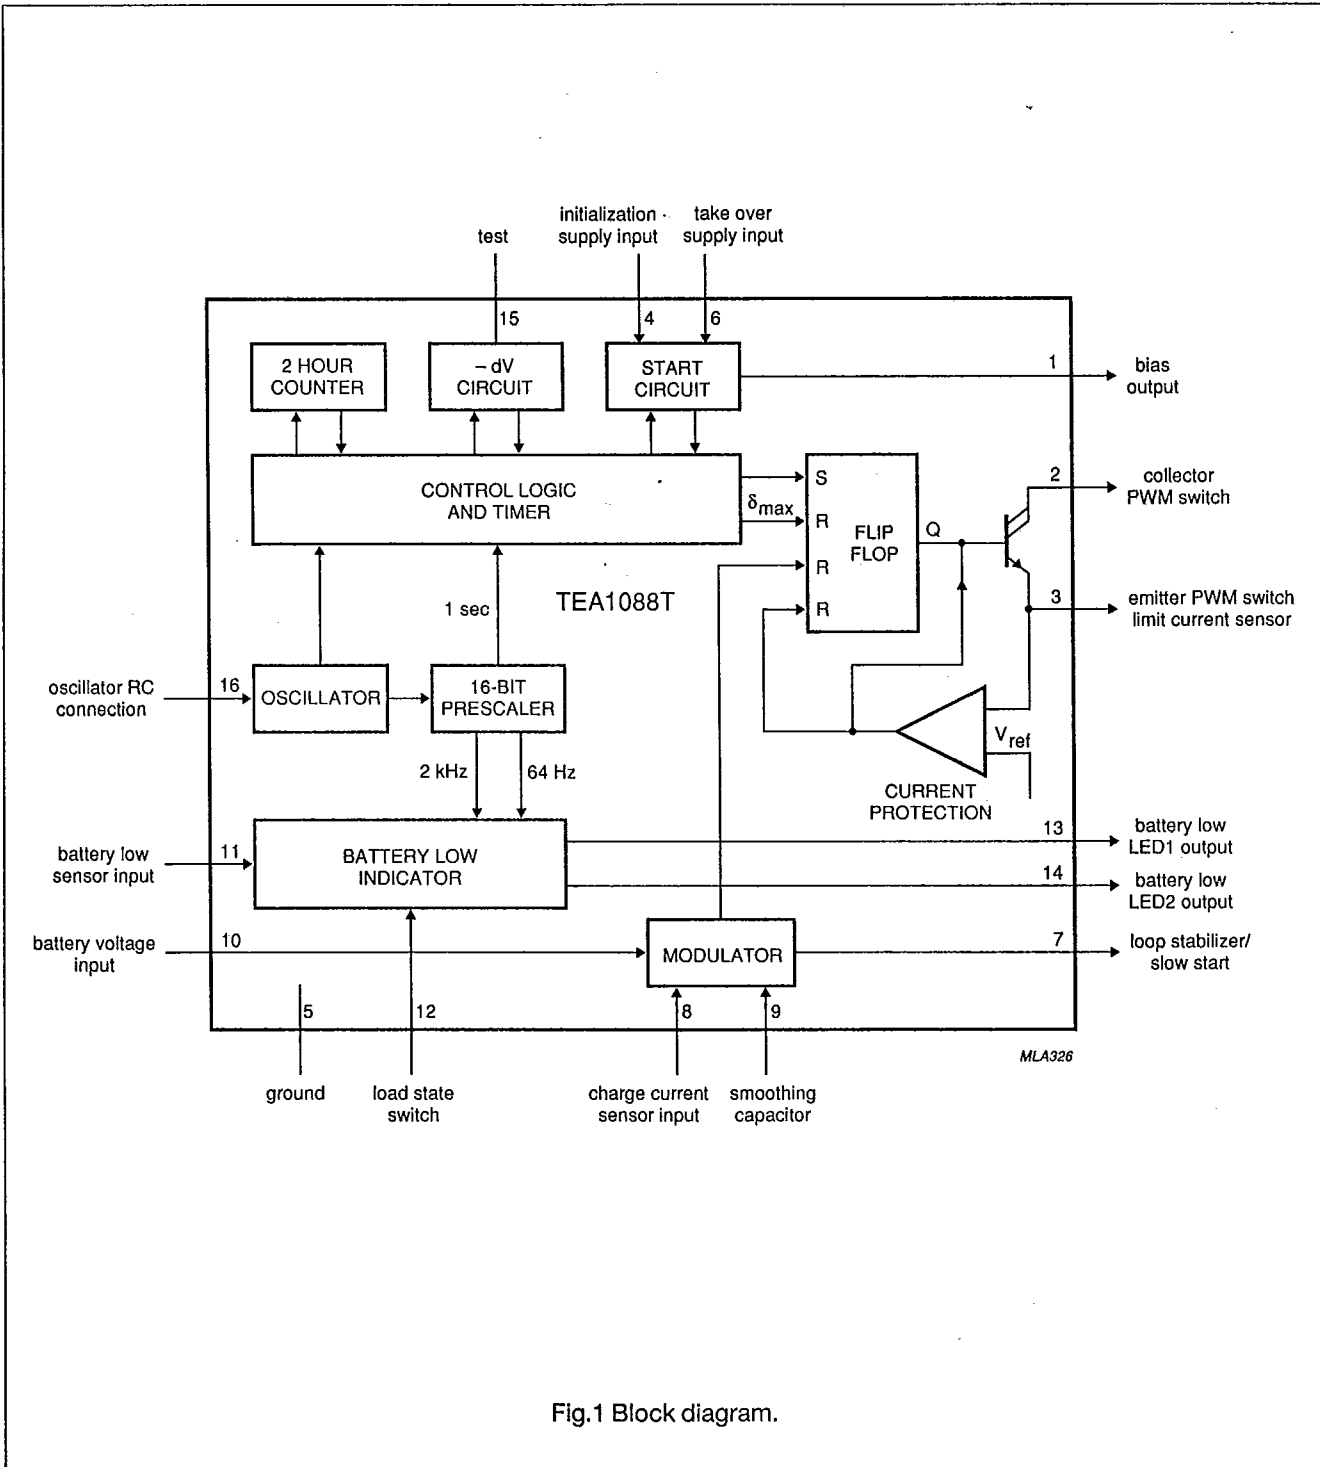 initialization
supply input
take over
supply input
test
15
4
6
2 HOUR
COUNTER
– dV
CIRCUIT
START
CIRCUIT
1
bias
output
CONTROL LOGIC
AND TIMER
δmax
S
R
R
R
FLIP
FLOP
Q
2
collector
PWM switch
3
emitter PWM switch
limit current sensor
1 sec
TEA1088T
oscillator RC
connection
16
OSCILLATOR
16-BIT
PRESCALER
Vref
CURRENT
PROTECTION
2 kHz
64 Hz
battery low
sensor input
11
BATTERY LOW
INDICATOR
13
battery low
LED1 output
14
battery low
LED2 output
battery voltage
input
10
MODULATOR
7
loop stabilizer/
slow start
5
12
8
9
MLA326
ground
load state
switch
charge current
sensor input
smoothing
capacitor
Fig.1 Block diagram.